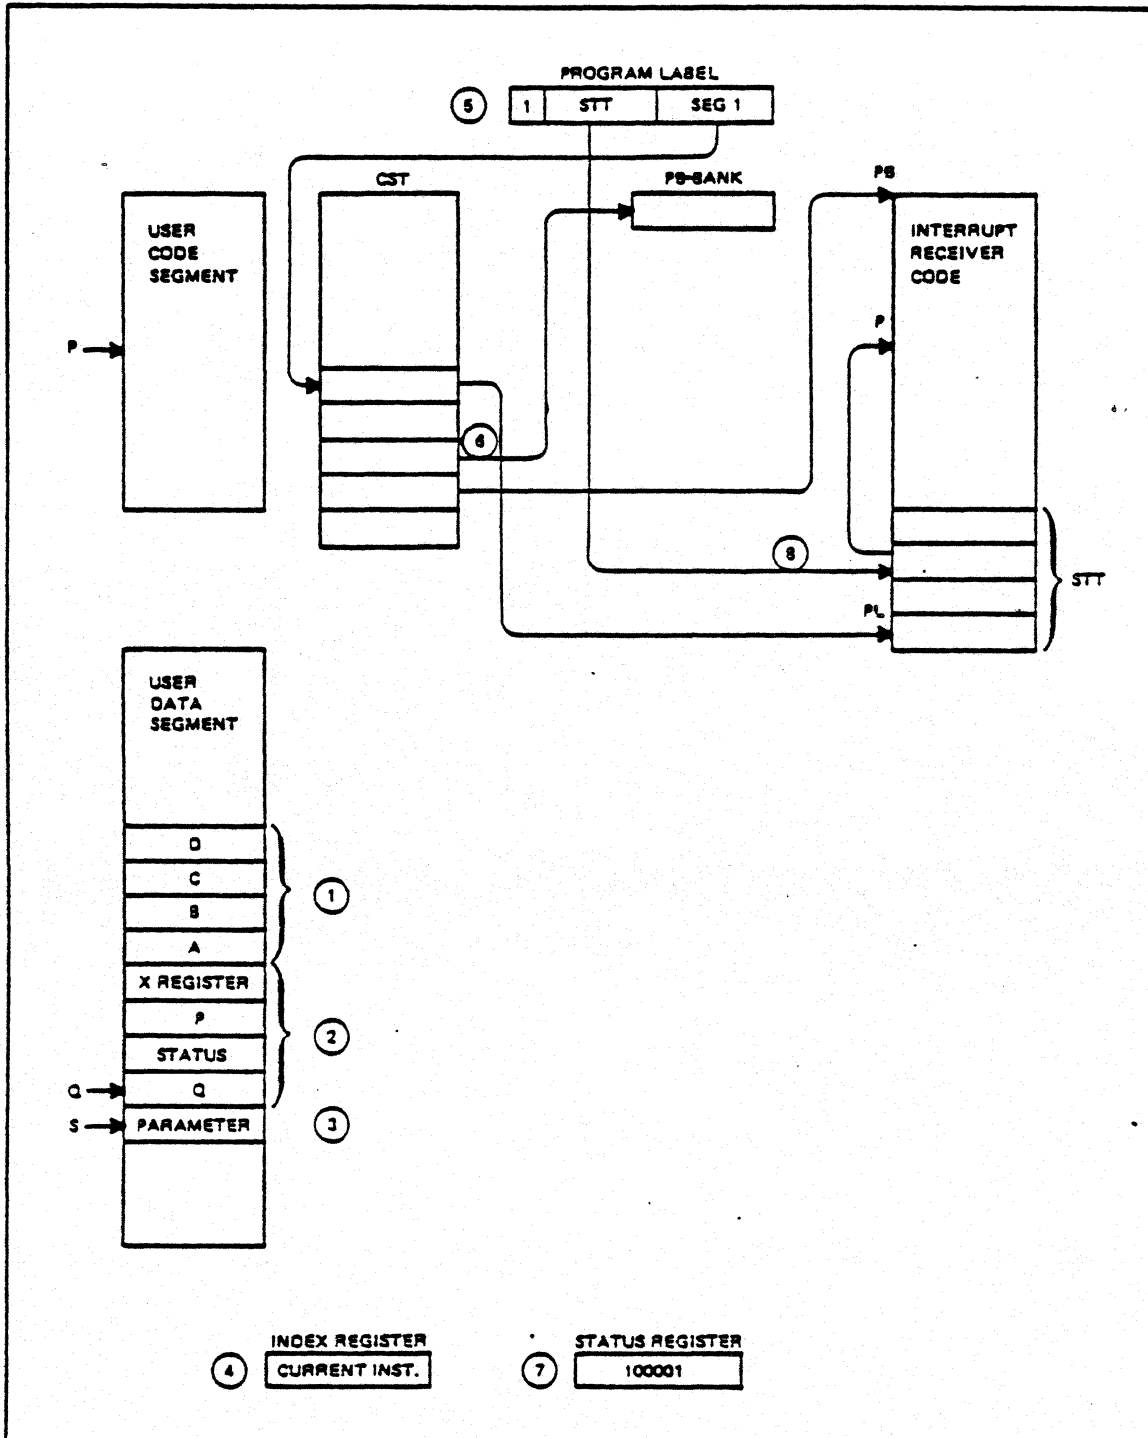 PROGRAM LABEL
5 1 STT SEG 1
CST
PB-BANK
PB
USER
CODE
SEGMENT
INTERRUPT
RECEIVER
CODE
P
P
6
8
STT
PL
USER
DATA
SEGMENT
D
C
1
B
A
X REGISTER
P
2
STATUS
Q Q
S PARAMETER 3
INDEX REGISTER
4 CURRENT INST.
STATUS REGISTER
7 100001